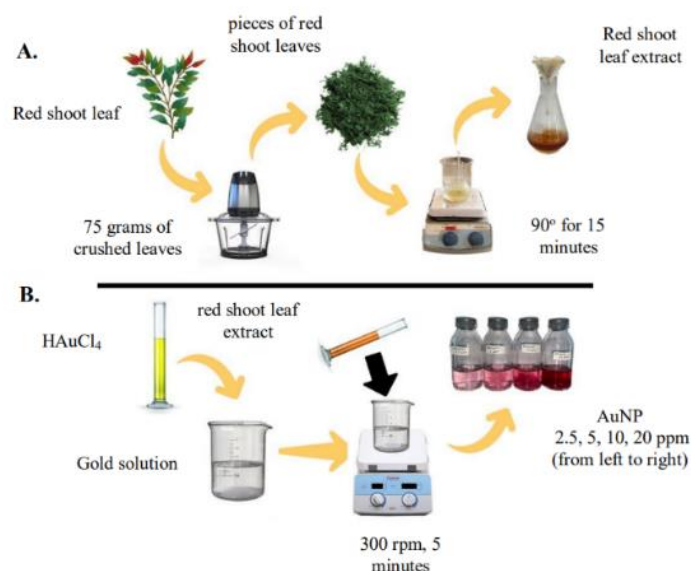 A.
pieces of red
shoot leaves
Red shoot
leaf extract
Red shoot leaf
75 grams of
crushed leaves
90º for 15
minutes
B.
HAuCl₄
red shoot leaf
extract
Gold solution
300 rpm, 5
minutes
AuNP
2.5, 5, 10, 20 ppm
(from left to right)